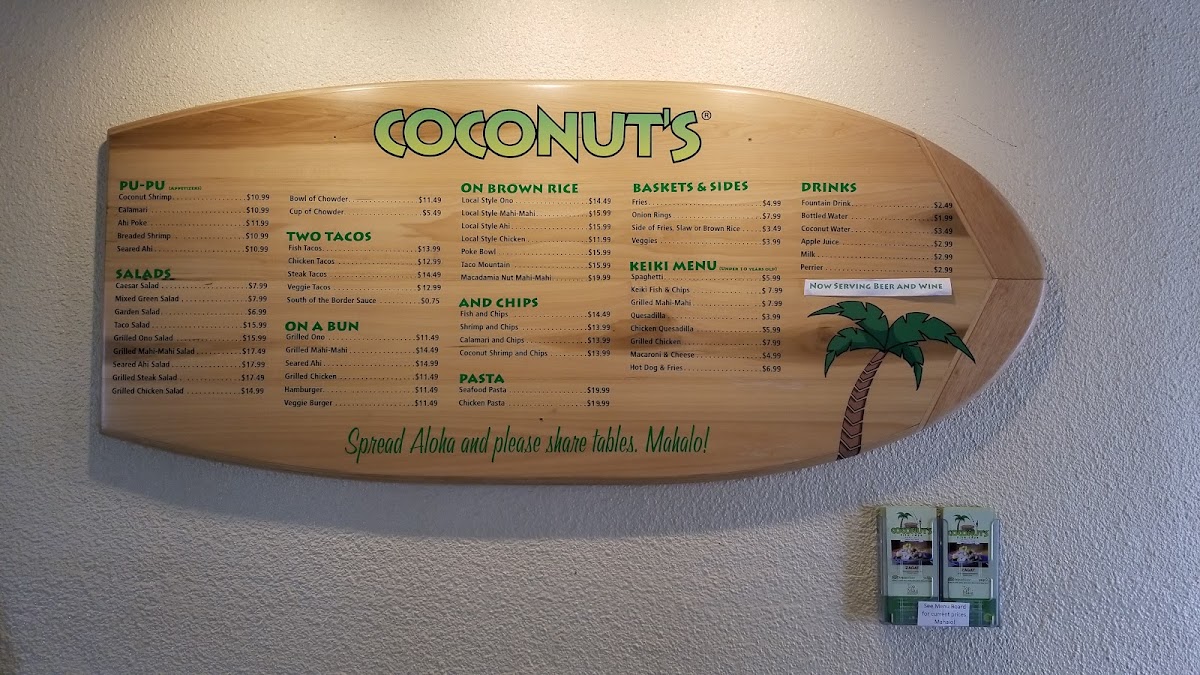 COCONUT'S®
PU-PU (APPETIZERS)
Coconut Shrimp $10.99
Calamari $10.99
Ahi Poke $11.99
Breaded Shrimp $10.99
Seared Ahi $10.99
SALADS
Caesar Salad $7.99
Mixed Green Salad $7.99
Garden Salad $6.99
Taco Salad $15.99
Grilled Ono Salad $15.99
Grilled Mahi-Mahi Salad $17.49
Seared Ahi Salad $17.99
Grilled Steak Salad $17.49
Grilled Chicken Salad $14.99
Bowl of Chowder $11.49
Cup of Chowder $5.49
TWO TACOS
Fish Tacos $13.99
Chicken Tacos $12.99
Steak Tacos $14.49
Veggie Tacos $12.99
South of the Border Sauce $0.75
ON A BUN
Grilled Ono $11.49
Grilled Mahi-Mahi $14.49
Seared Ahi $14.99
Grilled Chicken $11.49
Hamburger $11.49
Veggie Burger $11.49
ON BROWN RICE
Local Style Ono $14.49
Local Style Mahi-Mahi $15.99
Local Style Ahi $15.99
Local Style Chicken $11.99
Poke Bowl $15.99
Taco Mountain $15.99
Macadamia Nut Mahi-Mahi $19.99
AND CHIPS
Fish and Chips $14.49
Shrimp and Chips $13.99
Calamari and Chips $13.99
Coconut Shrimp and Chips $13.99
PASTA
Seafood Pasta $19.99
Chicken Pasta $19.99
BASKETS & SIDES
Fries $4.99
Onion Rings $7.99
Side of Fries, Slaw or Brown Rice $3.49
Veggies $3.99
KEIKI MENU (UNDER 10 YEARS OLD)
Spaghetti $5.99
Keiki Fish & Chips $7.99
Grilled Mahi-Mahi $7.99
Quesadilla $3.99
Chicken Quesadilla $5.99
Grilled Chicken $7.99
Macaroni & Cheese $4.99
Hot Dog & Fries $6.99
DRINKS
Fountain Drink $2.49
Bottled Water $1.99
Coconut Water $3.49
Apple Juice $2.99
Milk $2.99
Perrier $2.99
NOW SERVING BEER AND WINE
Spread Aloha and please share tables. Mahalo!
COCONUT'S
COCONUT'S
See Menu Board
for current prices.
Mahalo!